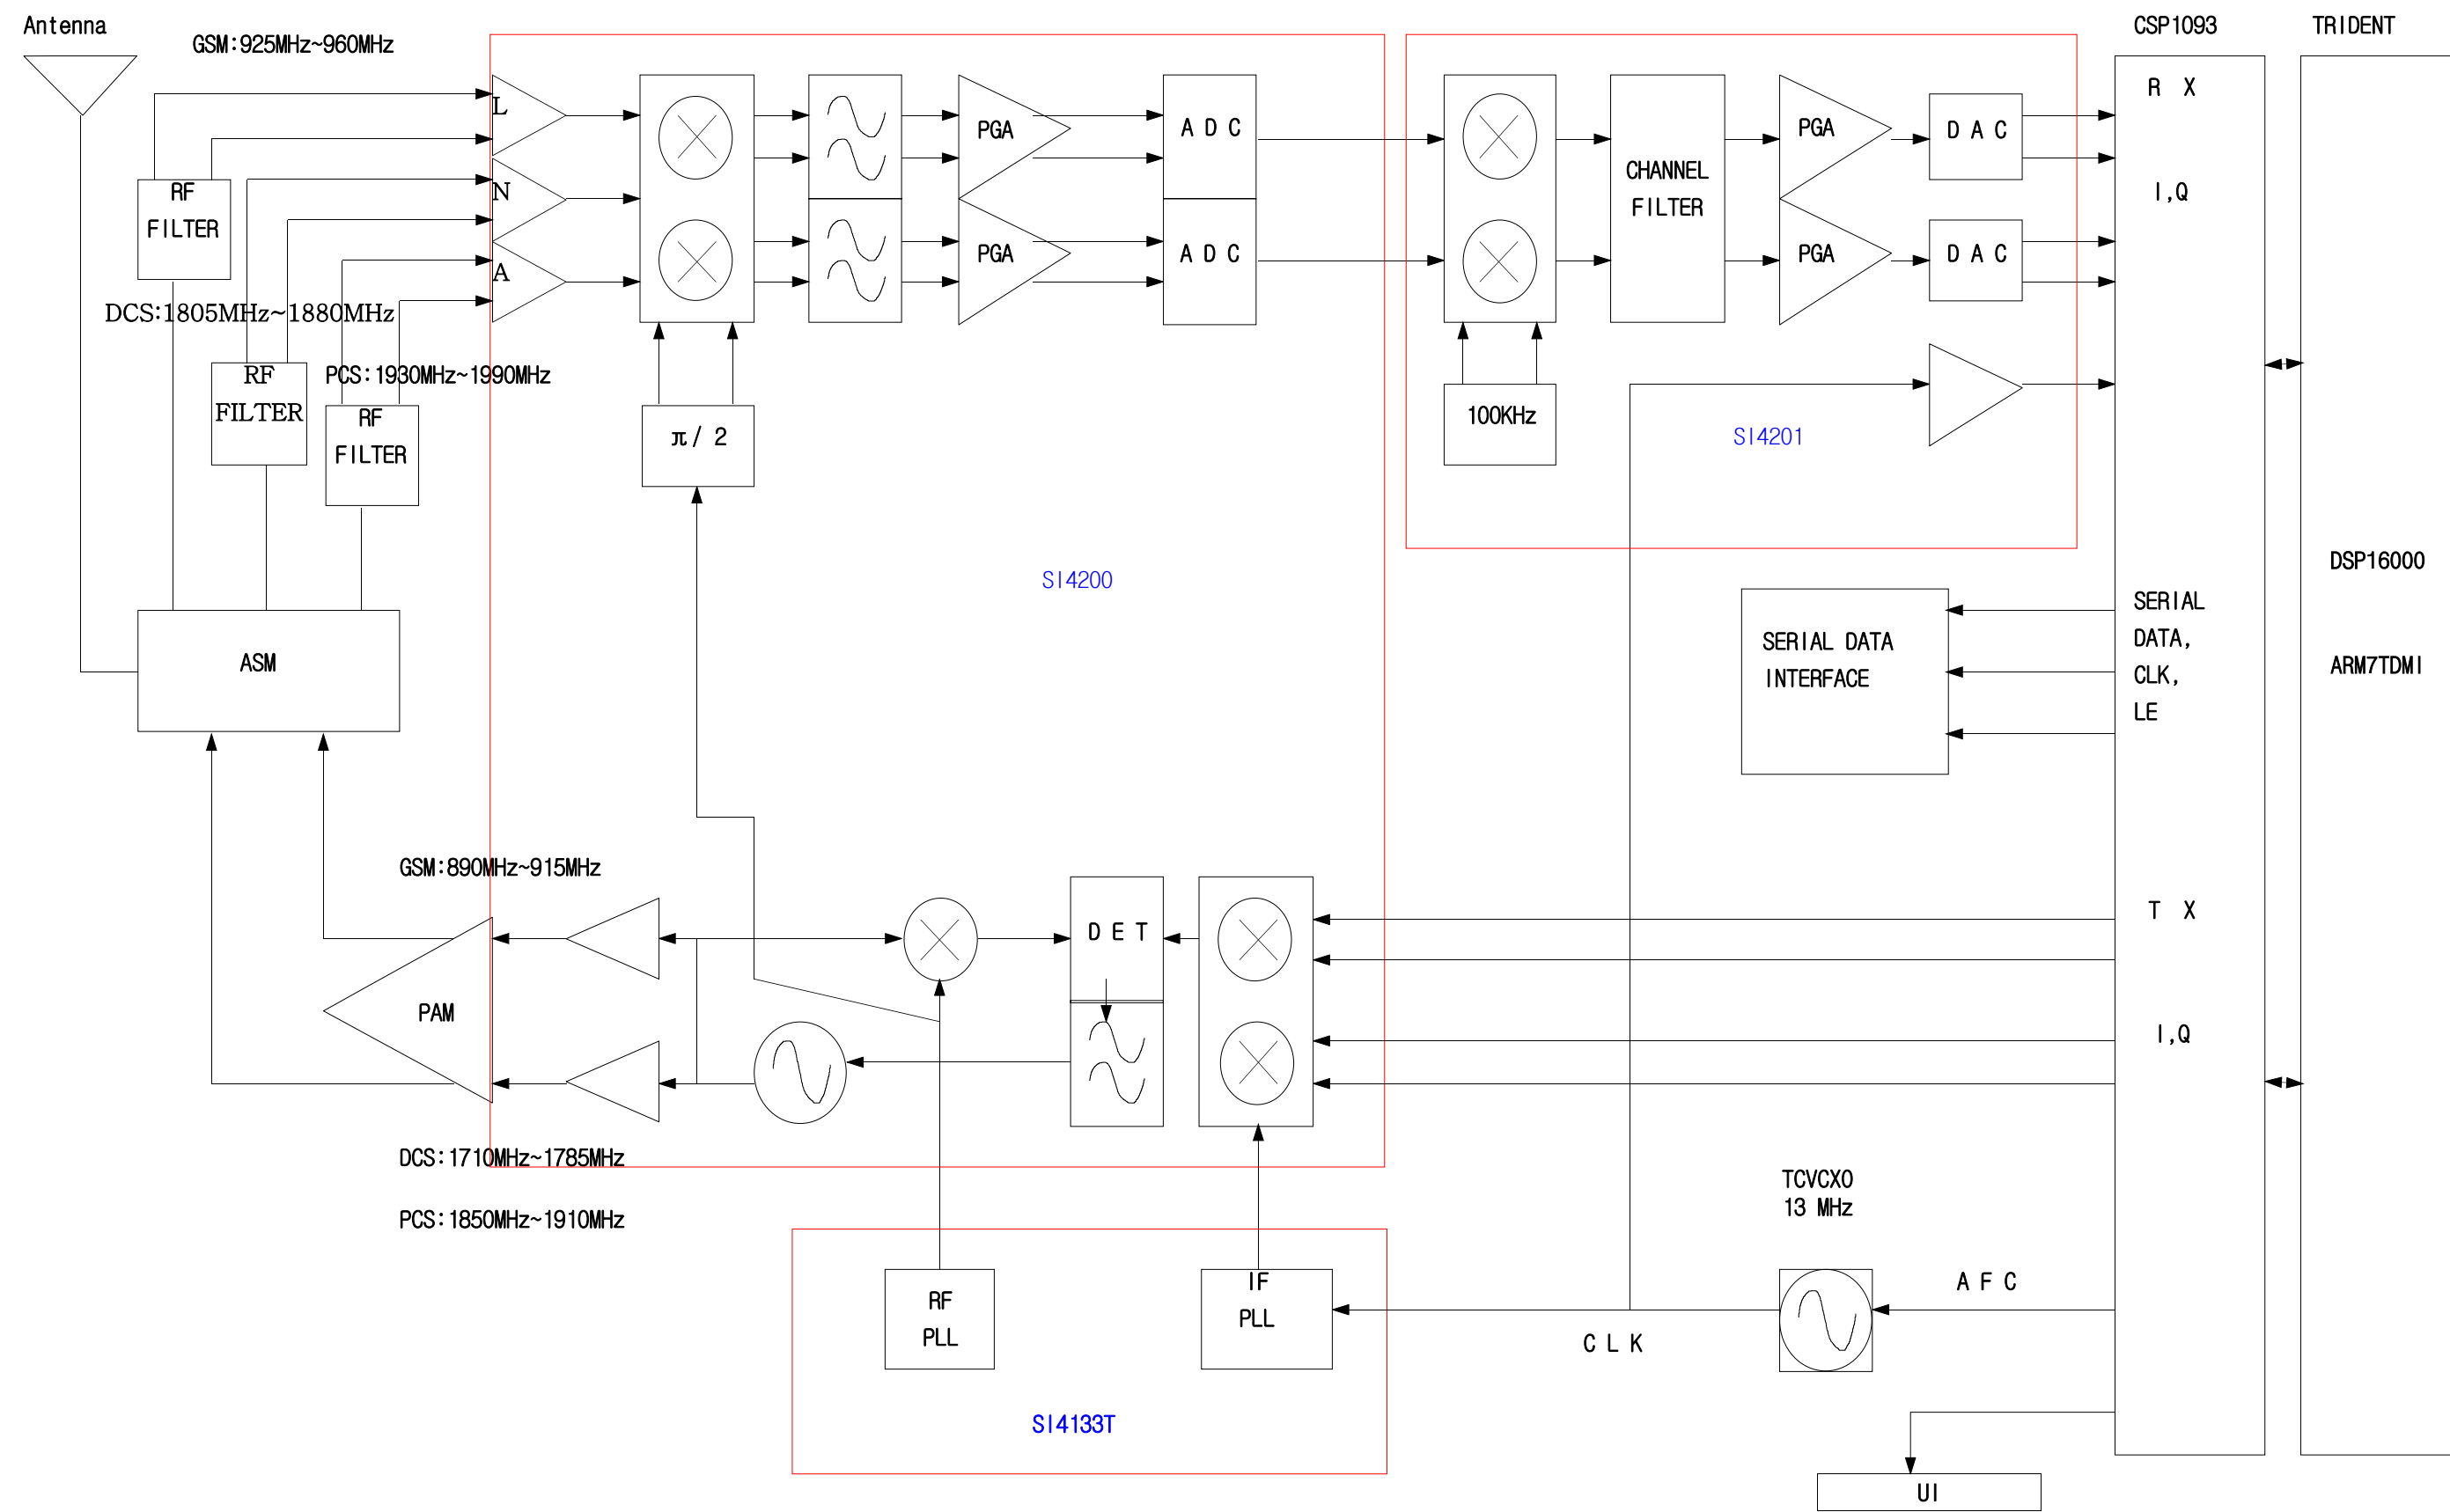 Antenna
GSM:925MHz~960MHz
CSP1093
TRIDENT
L
N
A
PGA
PGA
A D C
A D C
PGA
PGA
D A C
D A C
R X
I,Q
RF
FILTER
CHANNEL
FILTER
DCS:1805MHz~1880MHz
RF
FILTER
PCS:1930MHz~1990MHz
RF
FILTER
π/ 2
100KHz
SI4201
SI4200
DSP16000
ARM7TDMI
SERIAL DATA
INTERFACE
SERIAL
DATA,
CLK,
LE
ASM
GSM:890MHz~915MHz
D E T
T X
PAM
I,Q
DCS:1710MHz~1785MHz
PCS:1850MHz~1910MHz
TCVCXO
13 MHz
RF
PLL
IF
PLL
A F C
C L K
SI4133T
UI